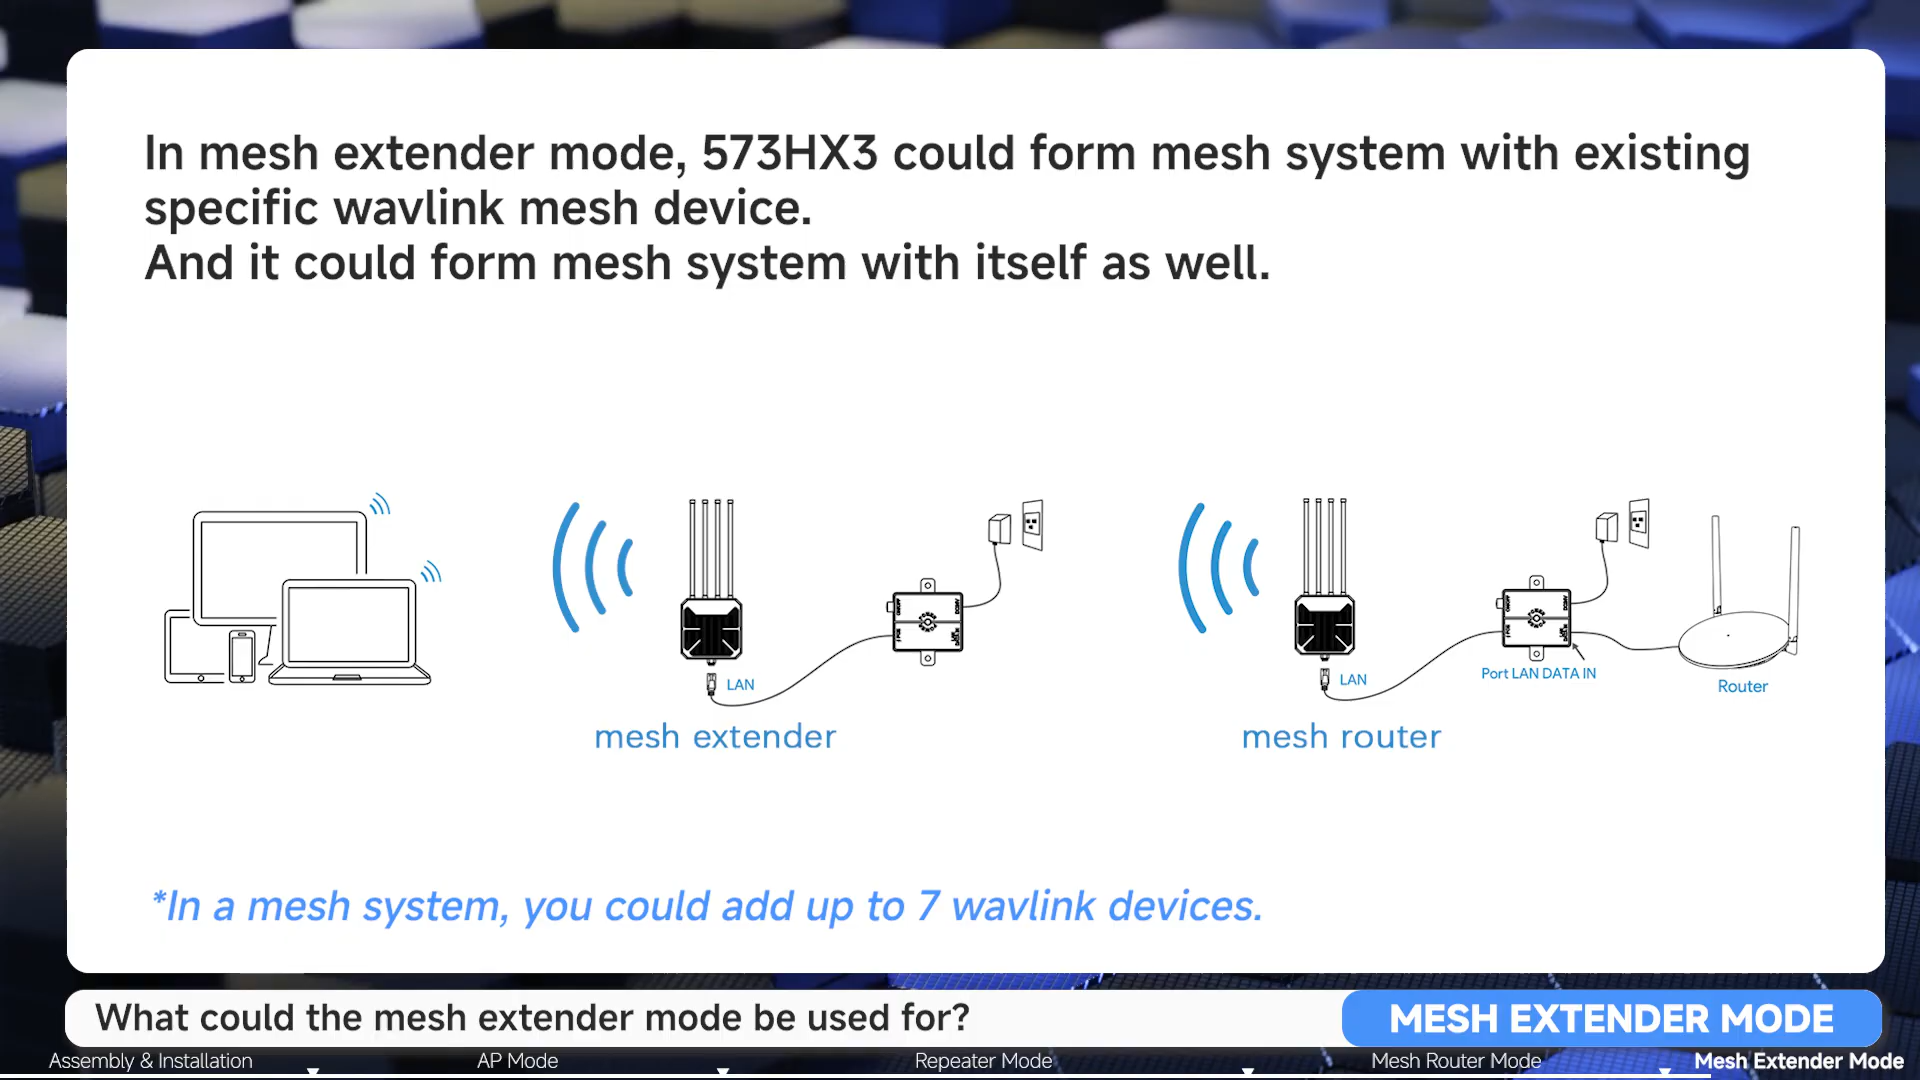 In mesh extender mode, 573HX3 could form mesh system with existing
specific wavlink mesh device.
And it could form mesh system with itself as well.
LAN
mesh extender
LAN
mesh router
Port LAN DATA IN
Router
*In a mesh system, you could add up to 7 wavlink devices.
What could the mesh extender mode be used for?
MESH EXTENDER MODE
Assembly & Installation
AP Mode
Repeater Mode
Mesh Router Mode
Mesh Extender Mode